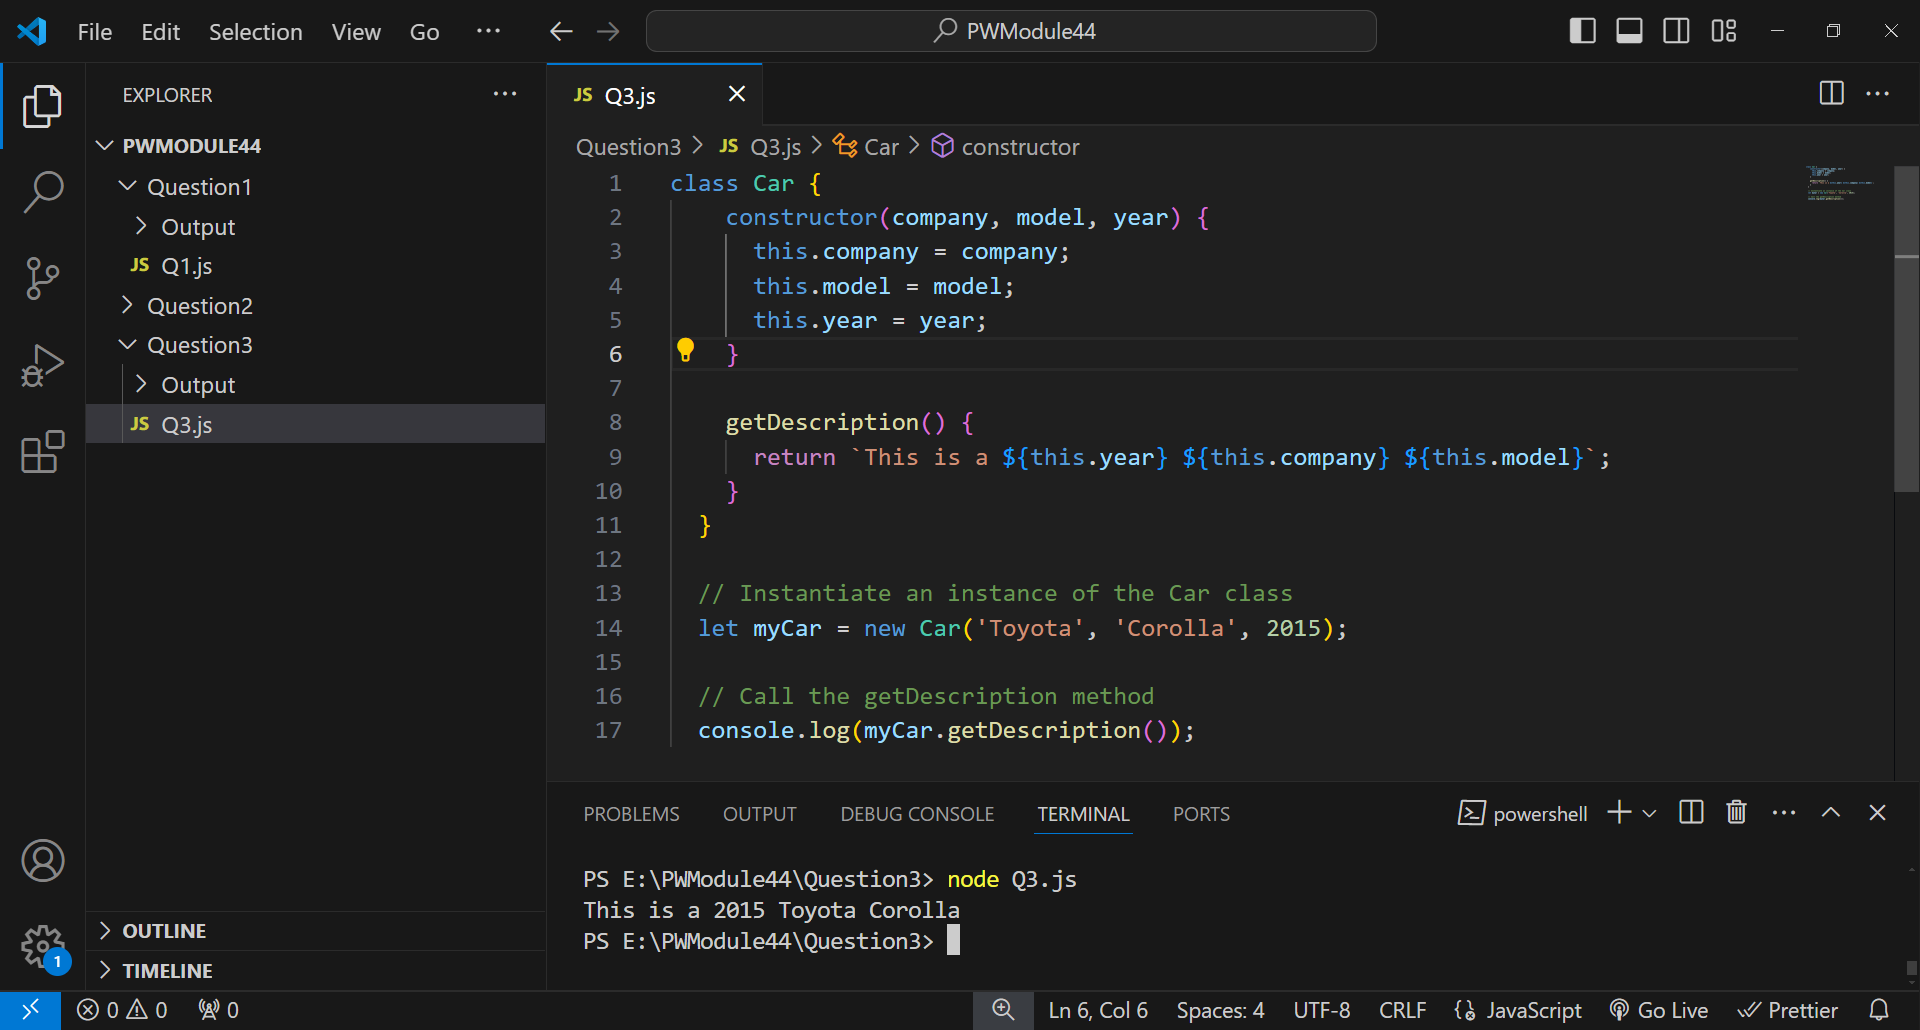 File Edit Selection View Go ··· PWModule44
EXPLORER ···
PWMODULE44
Question1
Output
JS Q1.js
Question2
Question3
Output
JS Q3.js
OUTLINE
TIMELINE
1
JS Q3.js
Question3 > JS Q3.js > Car > constructor
1 class Car {
2 constructor(company, model, year) {
3 this.company = company;
4 this.model = model;
5 this.year = year;
6 }
7
8 getDescription() {
9 return `This is a ${this.year} ${this.company} ${this.model}`;
10 }
11 }
12
13 // Instantiate an instance of the Car class
14 let myCar = new Car('Toyota', 'Corolla', 2015);
15
16 // Call the getDescription method
17 console.log(myCar.getDescription());
PROBLEMS OUTPUT DEBUG CONSOLE TERMINAL PORTS powershell
PS E:\PWModule44\Question3> node Q3.js
This is a 2015 Toyota Corolla
PS E:\PWModule44\Question3>
0 0 0 Ln 6, Col 6 Spaces: 4 UTF-8 CRLF JavaScript Go Live Prettier